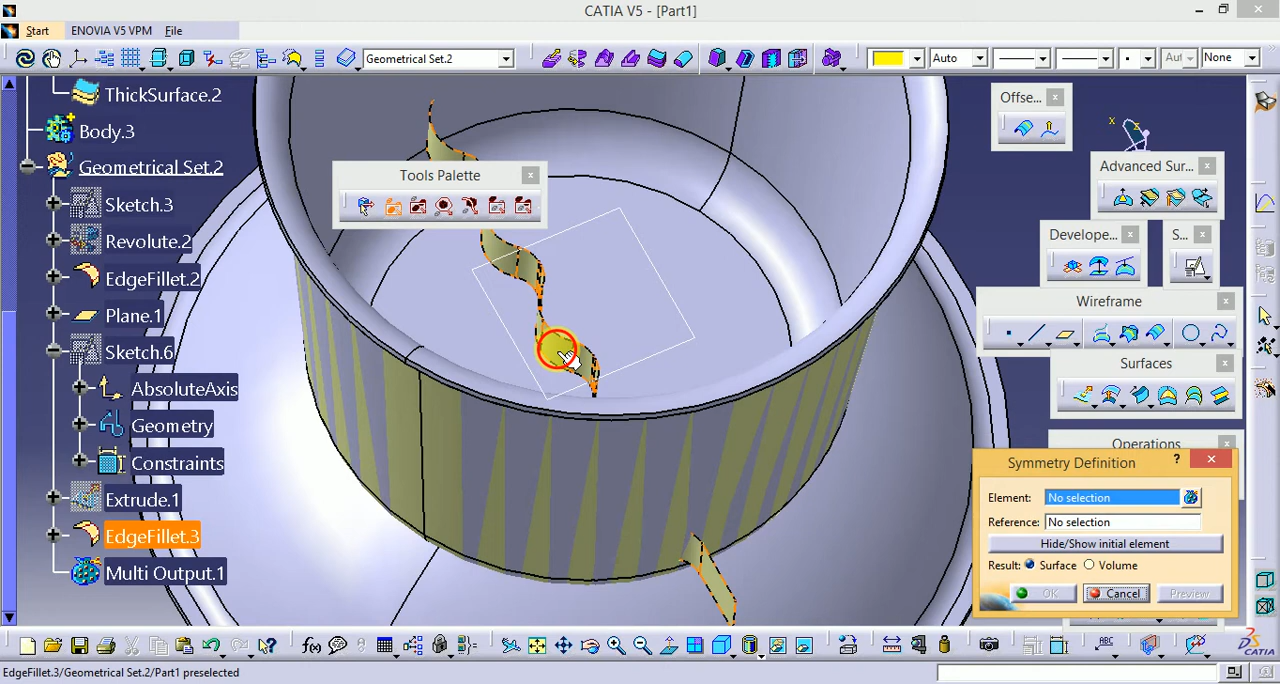 CATIA V5 - [Part1]
Start
ENOVIA V5 VPM
File
Geometrical Set.2
Auto
Aut
None
ThickSurface.2
Body.3
Geometrical Set.2
Sketch.3
Revolute.2
EdgeFillet.2
Plane.1
Sketch.6
AbsoluteAxis
Geometry
Constraints
Extrude.1
EdgeFillet.3
Multi Output.1
Tools Palette
Offse...
x
z
Advanced Sur...
Develope...
S...
Wireframe
Surfaces
Operations
Symmetry Definition
?
Element: No selection
Reference: No selection
Hide/Show initial element
Result: Surface Volume
OK
Cancel
Preview
f(x)
ABC
CATIA
EdgeFillet.3/Geometrical Set.2/Part1 preselected